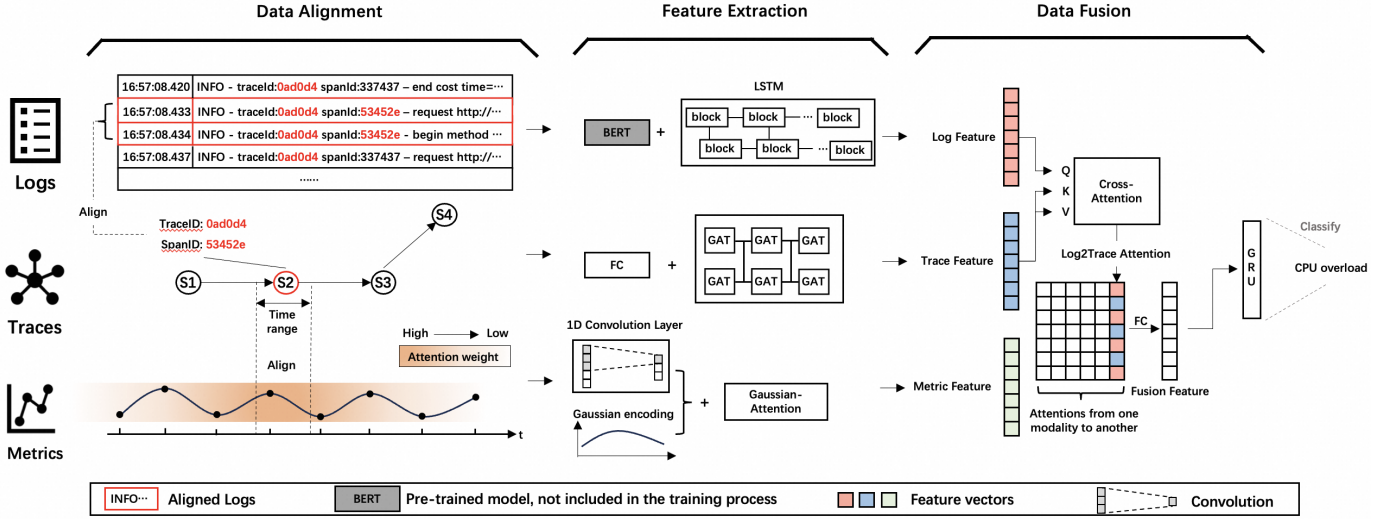 Data Alignment
Feature Extraction
Data Fusion
Logs
16:57:08.420 INFO - traceId:0ad0d4 spanId:337437 – end cost time=⋯
16:57:08.433 INFO - traceId:0ad0d4 spanId:53452e – request http://⋯
16:57:08.434 INFO - traceId:0ad0d4 spanId:53452e - begin method ⋯
16:57:08.437 INFO - traceId:0ad0d4 spanId:337437 – request http://⋯
⋯⋯
Align
TraceID: 0ad0d4
SpanID: 53452e
S1
S2
S3
S4
Traces
Time
range
High
Low
Attention weight
Align
Metrics
t
BERT
+
LSTM
block
block
⋯
block
block
block
⋯
block
FC
+
GAT
GAT
GAT
GAT
GAT
GAT
1D Convolution Layer
Gaussian encoding
+
Gaussian-
Attention
Log Feature
Trace Feature
Metric Feature
Q
K
V
Cross-
Attention
Log2Trace Attention
FC
Fusion Feature
Attentions from one
modality to another
G
R
U
Classify
CPU overload
INFO⋯
Aligned Logs
BERT
Pre-trained model, not included in the training process
Feature vectors
Convolution